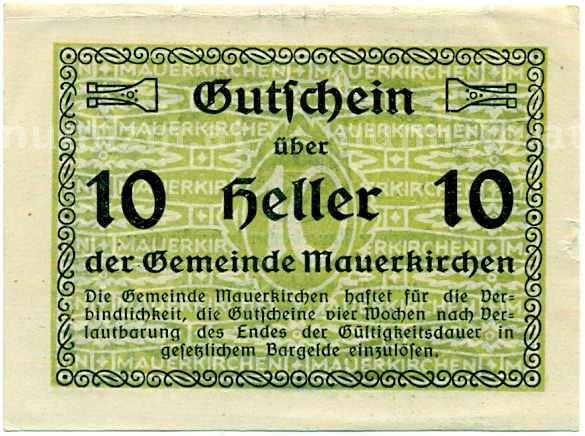 Gutschein
über
10 Heller 10
der Gemeinde Mauerkirchen
Die Gemeinde Mauerkirchen haftet für die Ver=
bindlichkeit, die Gutscheine vier Wochen nach Ver=
lautbarung des Endes der Gültigkeitsdauer in
gesetzlichem Bargelde einzulösen.